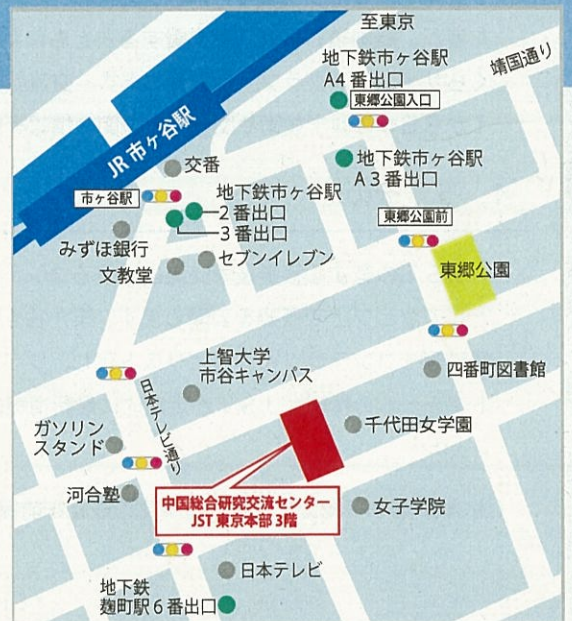 至東京
地下鉄市ヶ谷駅
A4 番出口
靖国通り
東郷公園入口
JR 市ヶ谷駅
交番
地下鉄市ヶ谷駅
A 3 番出口
市ヶ谷駅
地下鉄市ヶ谷駅
2 番出口
3 番出口
東郷公園前
みずほ銀行
文教堂
セブンイレブン
東郷公園
上智大学
市谷キャンパス
四番町図書館
日本テレビ通り
ガソリン
スタンド
千代田女学園
河合塾
中国総合研究交流センター
JST 東京本部 3階
女子学院
日本テレビ
地下鉄
麹町駅 6 番出口